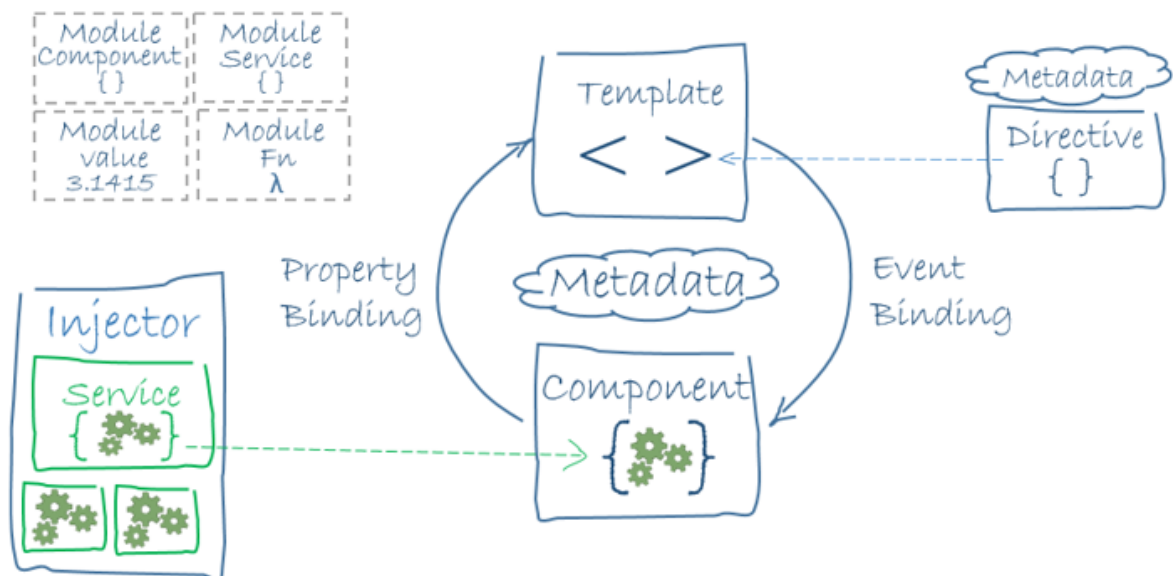 Module
Component
{ }
Module
Service
{ }
Module
value
3.1415
Module
Fn
λ
Template
< >
Metadata
Directive
{ }
Property
Binding
Metadata
Event
Binding
Injector
Service
{ }
Component
{ }